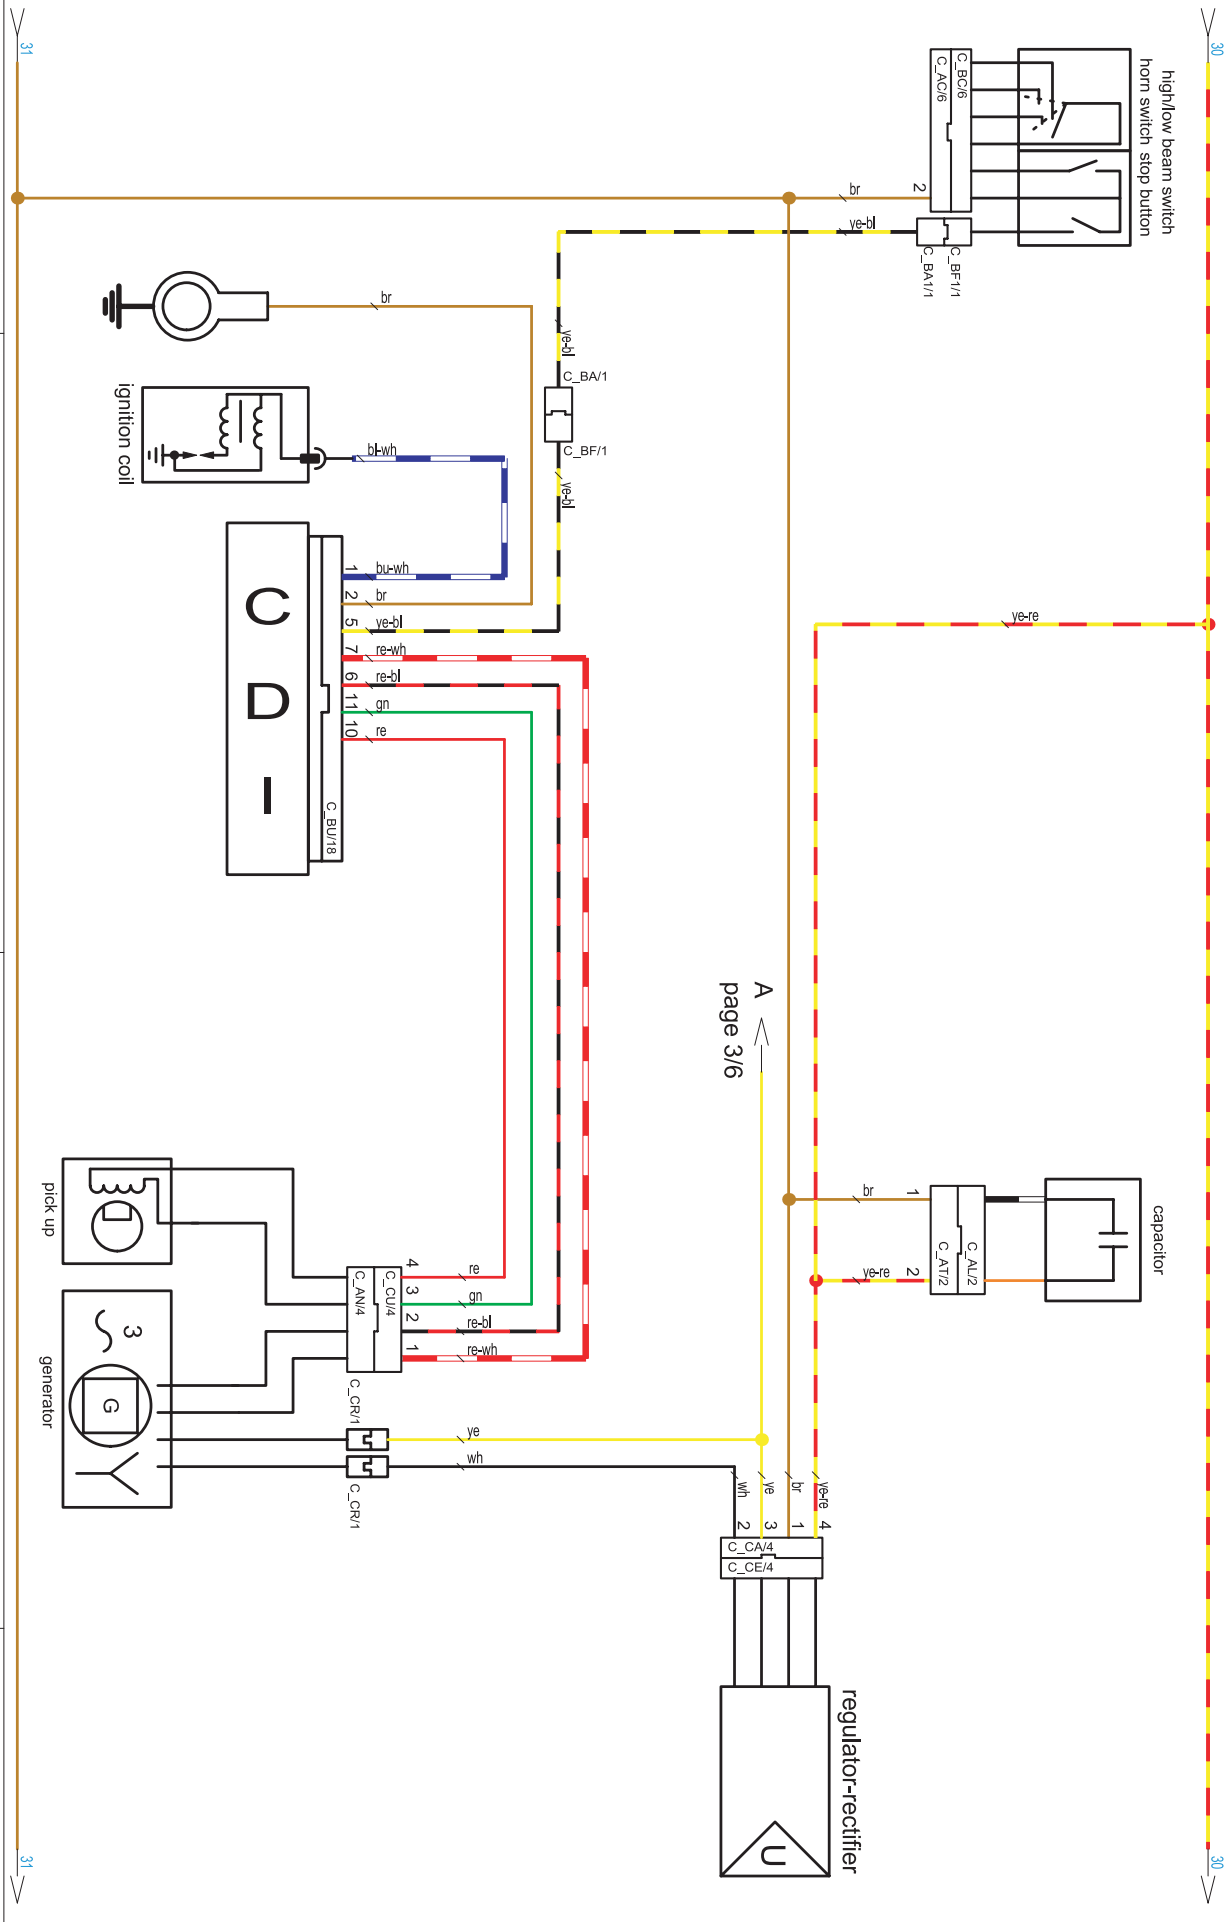 31
30
high/low beam switch
horn switch stop button
C_BC/6
C_AC/6
2
br
ye-bl
C_BF1/1
C_BA1/1
br
ye-bl
C_BA/1
C_BF/1
ye-bl
ignition coil
bl-wh
C D I
C_BU/18
1
bu-wh
2
br
5
ye-bl
7
re-wh
6
re-bl
11
gn
10
re
ye-re
A
page 3/6
capacitor
C_AL/2
C_AT/2
1
br
2
ye-re
pick up
generator
3
G
C_CU/4
C_AN/4
4
re
3
gn
2
re-bl
1
re-wh
C_CR/1
ye
wh
C_CR/1
wh
ye
br
ye-re
2
3
1
4
C_CA/4
C_CE/4
regulator-rectifier
U
31
30